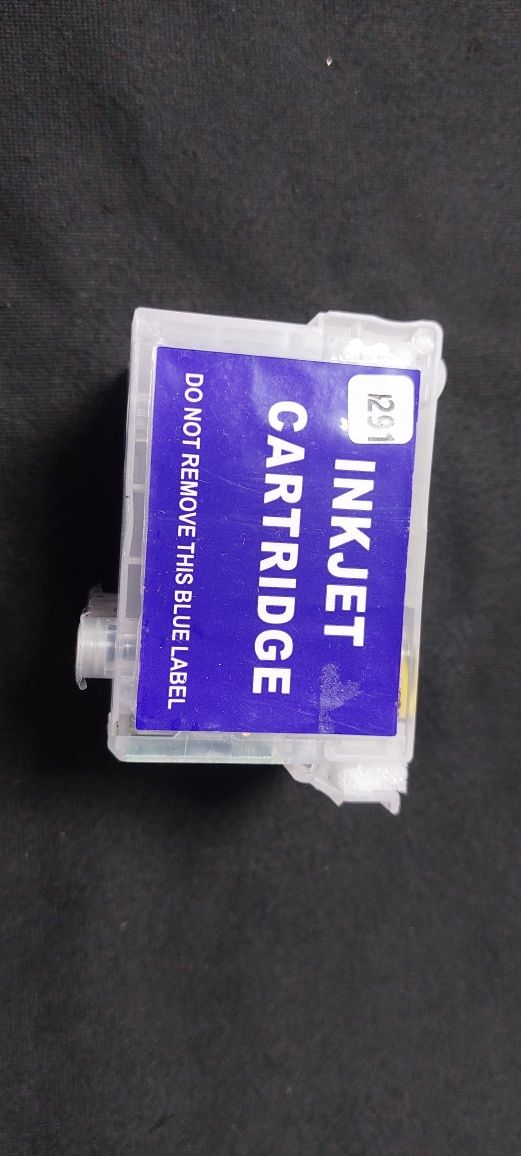 1291
INKJET
CARTRIDGE
DO NOT REMOVE THIS BLUE LABEL